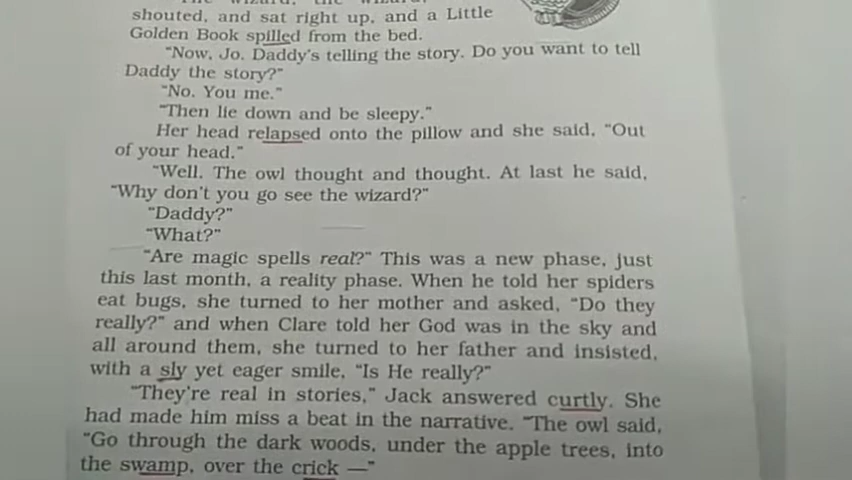 The wizard, the wizard,
shouted, and sat right up, and a Little
Golden Book spilled from the bed.
"Now, Jo. Daddy's telling the story. Do you want to tell
Daddy the story?"
"No. You me."
"Then lie down and be sleepy."
Her head relapsed onto the pillow and she said, "Out
of your head."
"Well. The owl thought and thought. At last he said,
"Why don't you go see the wizard?"
"Daddy?"
"What?"
"Are magic spells real?" This was a new phase, just
this last month, a reality phase. When he told her spiders
eat bugs, she turned to her mother and asked, "Do they
really?" and when Clare told her God was in the sky and
all around them, she turned to her father and insisted,
with a sly yet eager smile, "Is He really?"
"They're real in stories," Jack answered curtly. She
had made him miss a beat in the narrative. "The owl said,
"Go through the dark woods, under the apple trees, into
the swamp, over the crick —"